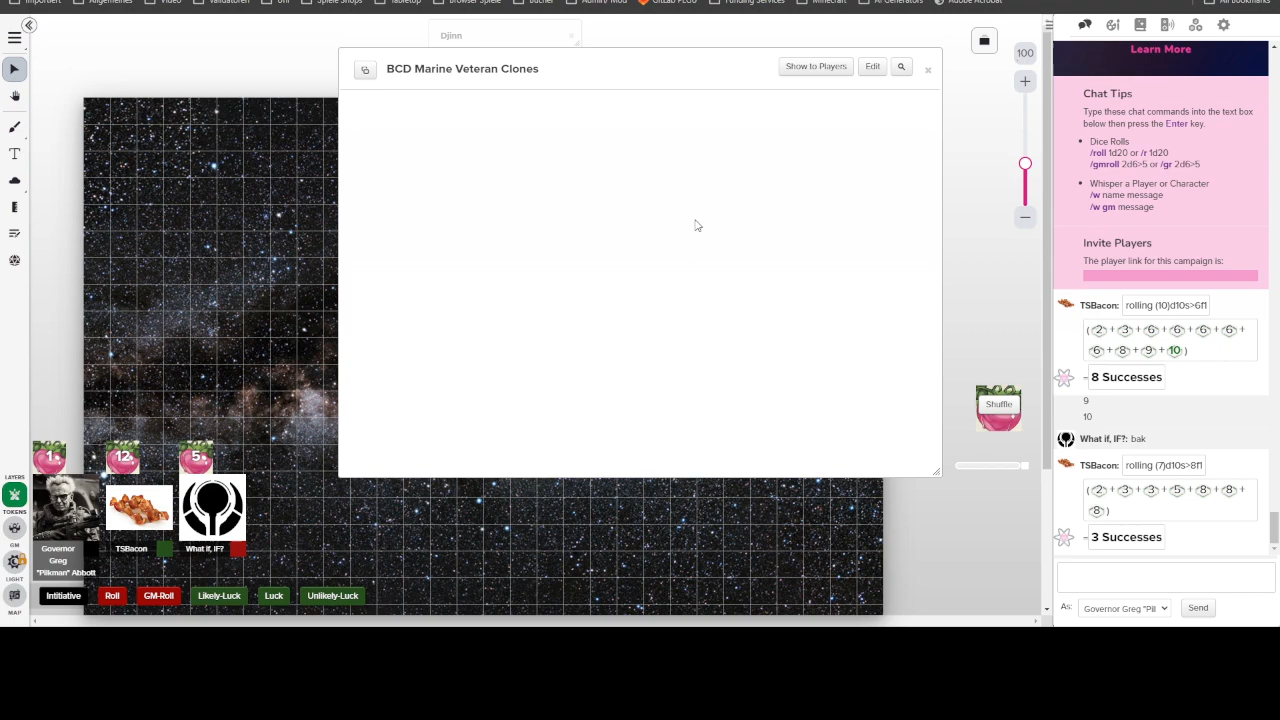 Importiert
Allgemeines
Video
Validatoren
Uni
Spiele Shops
Tabletop
Browser Spiele
Bücher
Admin/ Mod
GitLab PLUG
Funding Services
Minecraft
AI Generators
Adobe Acrobat
All Bookmarks
Djinn
BCD Marine Veteran Clones
Show to Players
Edit
100
Learn More
Chat Tips
Type these chat commands into the text box
below then press the Enter key.
Dice Rolls
/roll 1d20 or /r 1d20
/gmroll 2d6>5 or /gr 2d6>5
Whisper a Player or Character
/w name message
/w gm message
Invite Players
The player link for this campaign is:
TSBacon: rolling (10)d10s>6f1
(2+3+6+6+6+6+
6+8+9+10)
= 8 Successes
9
10
What if, IF?: bak
TSBacon: rolling (7)d10s>8f1
(2+3+3+5+8+8+
8)
= 3 Successes
Shuffle
1
12
5
LAYERS
TOKENS
GM
LIGHT
MAP
Governor
Greg
"Pilkman" Abbott
TSBacon
What if, IF?
Intitiative
Roll
GM-Roll
Likely-Luck
Luck
Unlikely-Luck
As:
Governor Greg "Pil
Send